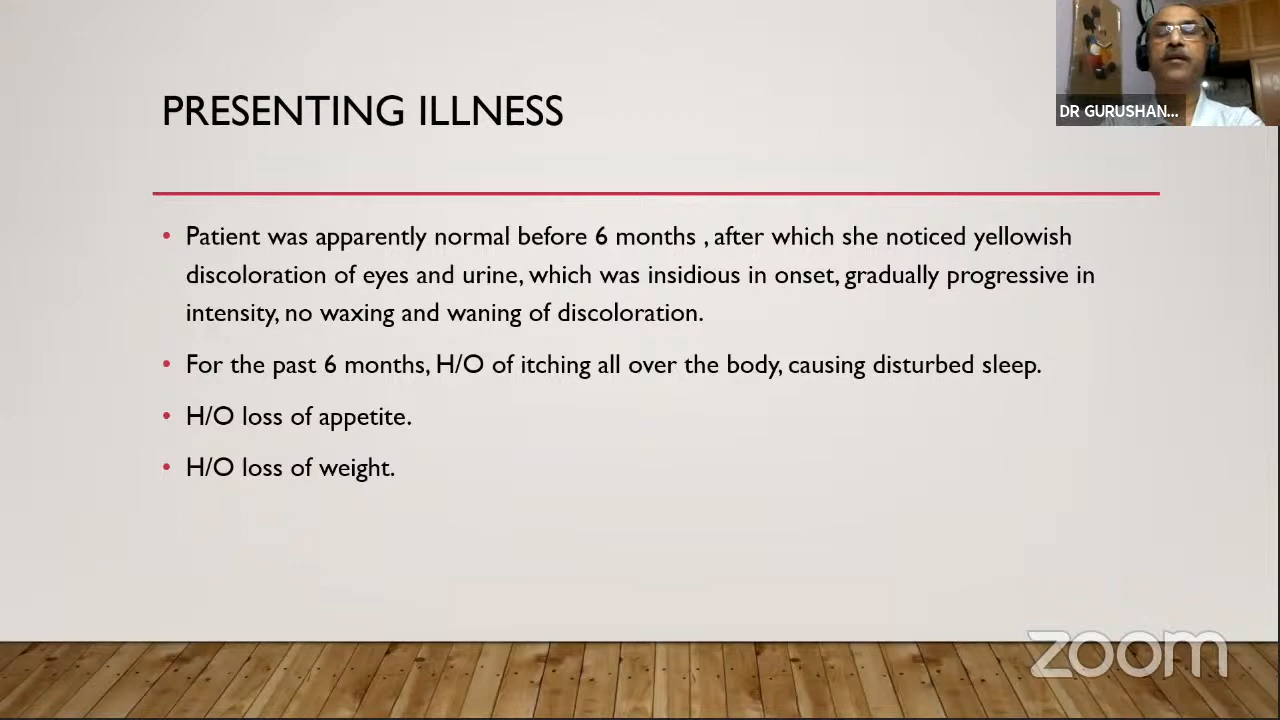 PRESENTING ILLNESS
DR GURUSHAN...
• Patient was apparently normal before 6 months , after which she noticed yellowish
discoloration of eyes and urine, which was insidious in onset, gradually progressive in
intensity, no waxing and waning of discoloration.
• For the past 6 months, H/O of itching all over the body, causing disturbed sleep.
• H/O loss of appetite.
• H/O loss of weight.
zoom